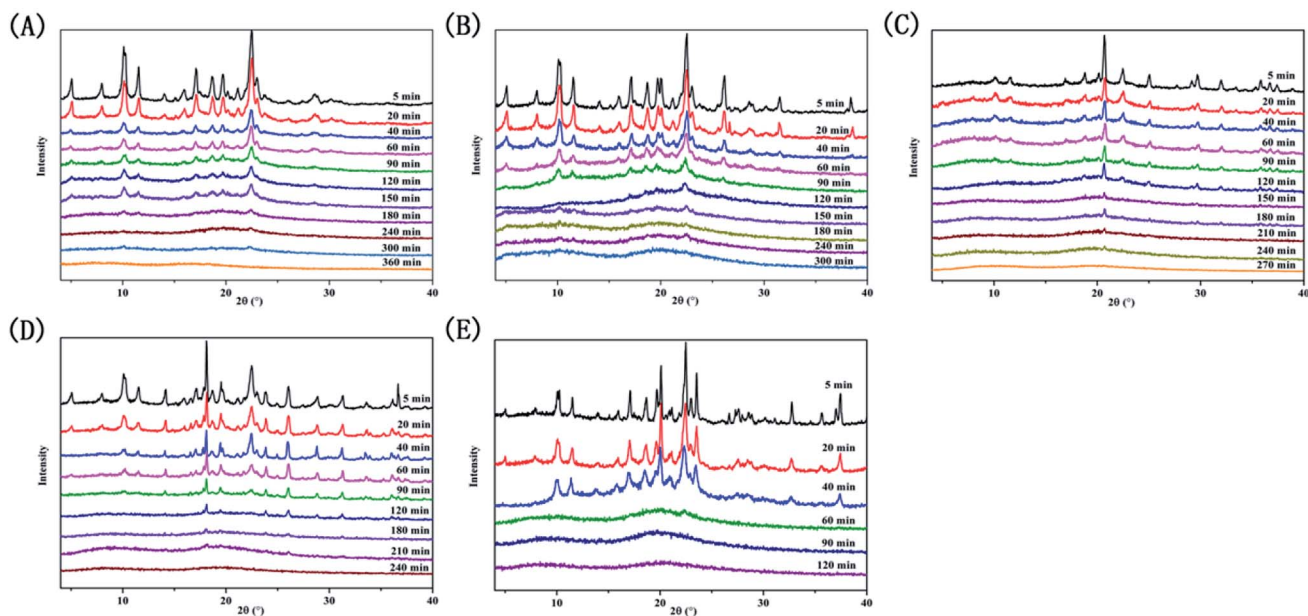 (A)
Intensity
5 min
20 min
40 min
60 min
90 min
120 min
150 min
180 min
240 min
300 min
360 min
10 20 30 40
2θ (°)
(B)
Intensity
5 min
20 min
40 min
60 min
90 min
120 min
150 min
180 min
240 min
300 min
10 20 30 40
2θ (°)
(C)
Intensity
5 min
20 min
40 min
60 min
90 min
120 min
150 min
180 min
210 min
240 min
270 min
10 20 30 40
2θ (°)
(D)
Intensity
5 min
20 min
40 min
60 min
90 min
120 min
180 min
210 min
240 min
10 20 30 40
2θ (°)
(E)
Intensity
5 min
20 min
40 min
60 min
90 min
120 min
10 20 30 40
2θ (°)